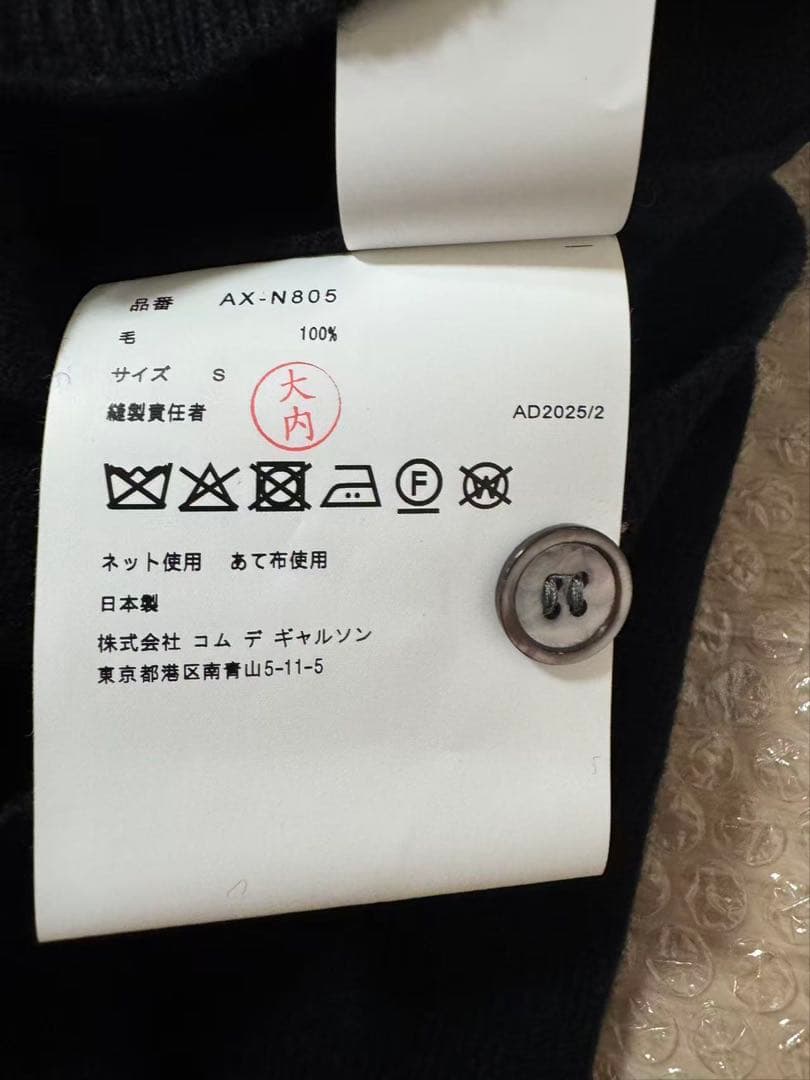 品番 AX-N805
毛 100%
サイズ S
縫製責任者 大内 AD2025/2
F W
ネット使用 あて布使用
日本製
株式会社 コム デ ギャルソン
東京都港区南青山5-11-5